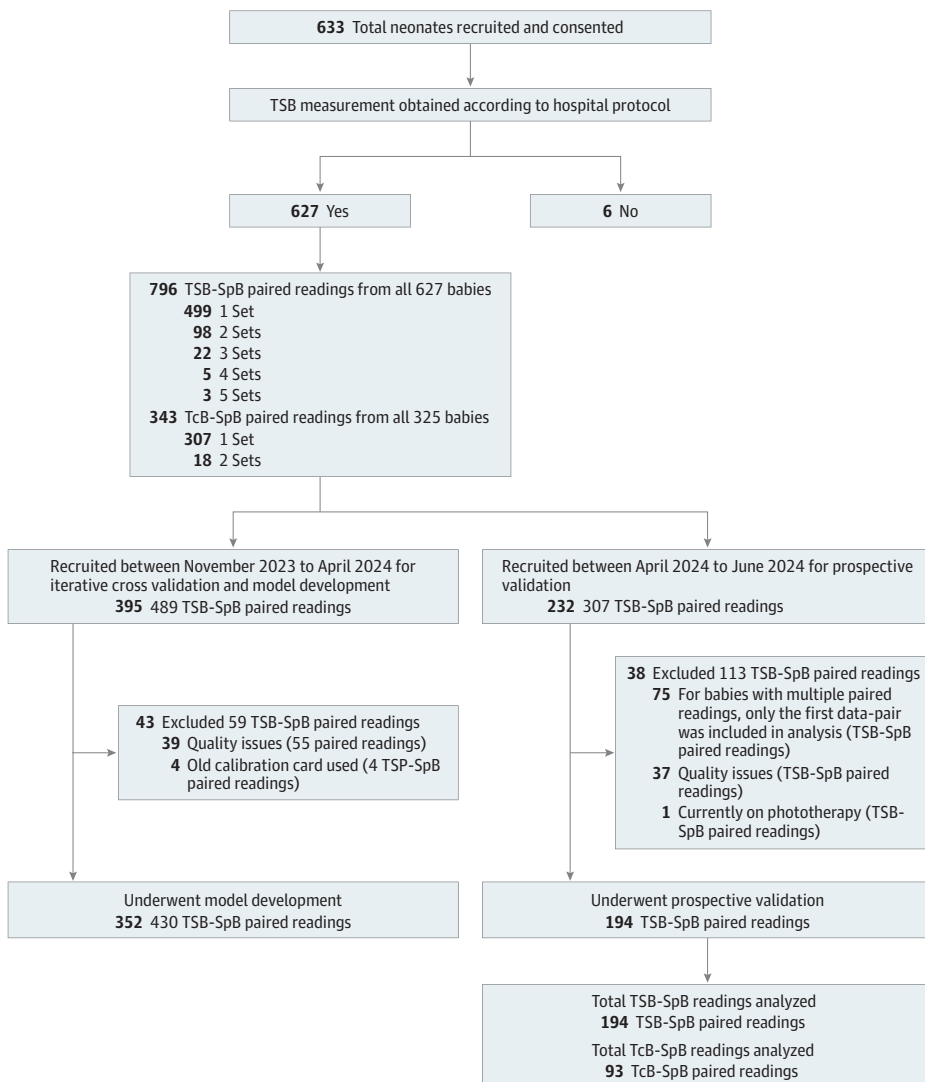 633 Total neonates recruited and consented
TSB measurement obtained according to hospital protocol
627 Yes
6 No
796 TSB-SpB paired readings from all 627 babies
499 1 Set
98 2 Sets
22 3 Sets
5 4 Sets
3 5 Sets
343 TcB-SpB paired readings from all 325 babies
307 1 Set
18 2 Sets
Recruited between November 2023 to April 2024 for
iterative cross validation and model development
395 489 TSB-SpB paired readings
Recruited between April 2024 to June 2024 for prospective
validation
232 307 TSB-SpB paired readings
43 Excluded 59 TSB-SpB paired readings
39 Quality issues (55 paired readings)
4 Old calibration card used (4 TSP-SpB
paired readings)
38 Excluded 113 TSB-SpB paired readings
75 For babies with multiple paired
readings, only the first data-pair
was included in analysis (TSB-SpB
paired readings)
37 Quality issues (TSB-SpB paired
readings)
1 Currently on phototherapy (TSB-
SpB paired readings)
Underwent model development
352 430 TSB-SpB paired readings
Underwent prospective validation
194 TSB-SpB paired readings
Total TSB-SpB readings analyzed
194 TSB-SpB paired readings
Total TcB-SpB readings analyzed
93 TcB-SpB paired readings